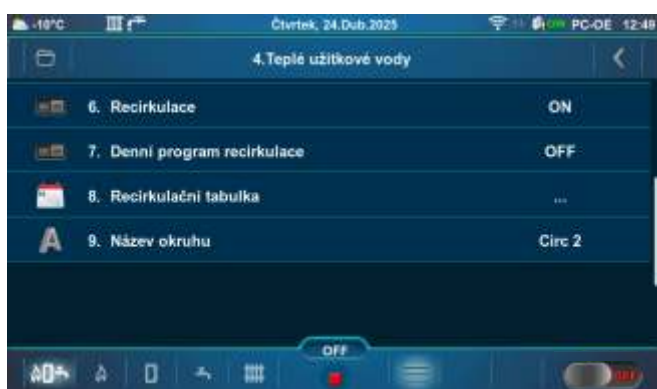 -10°C Čtvrtek, 24.Dub.2025 PC-OE 12:49
4.Teplé užitkové vody
6. Recirkulace ON
7. Denní program recirkulace OFF
8. Recirkulační tabulka ...
A 9. Název okruhu Circ 2
OFF
OFF